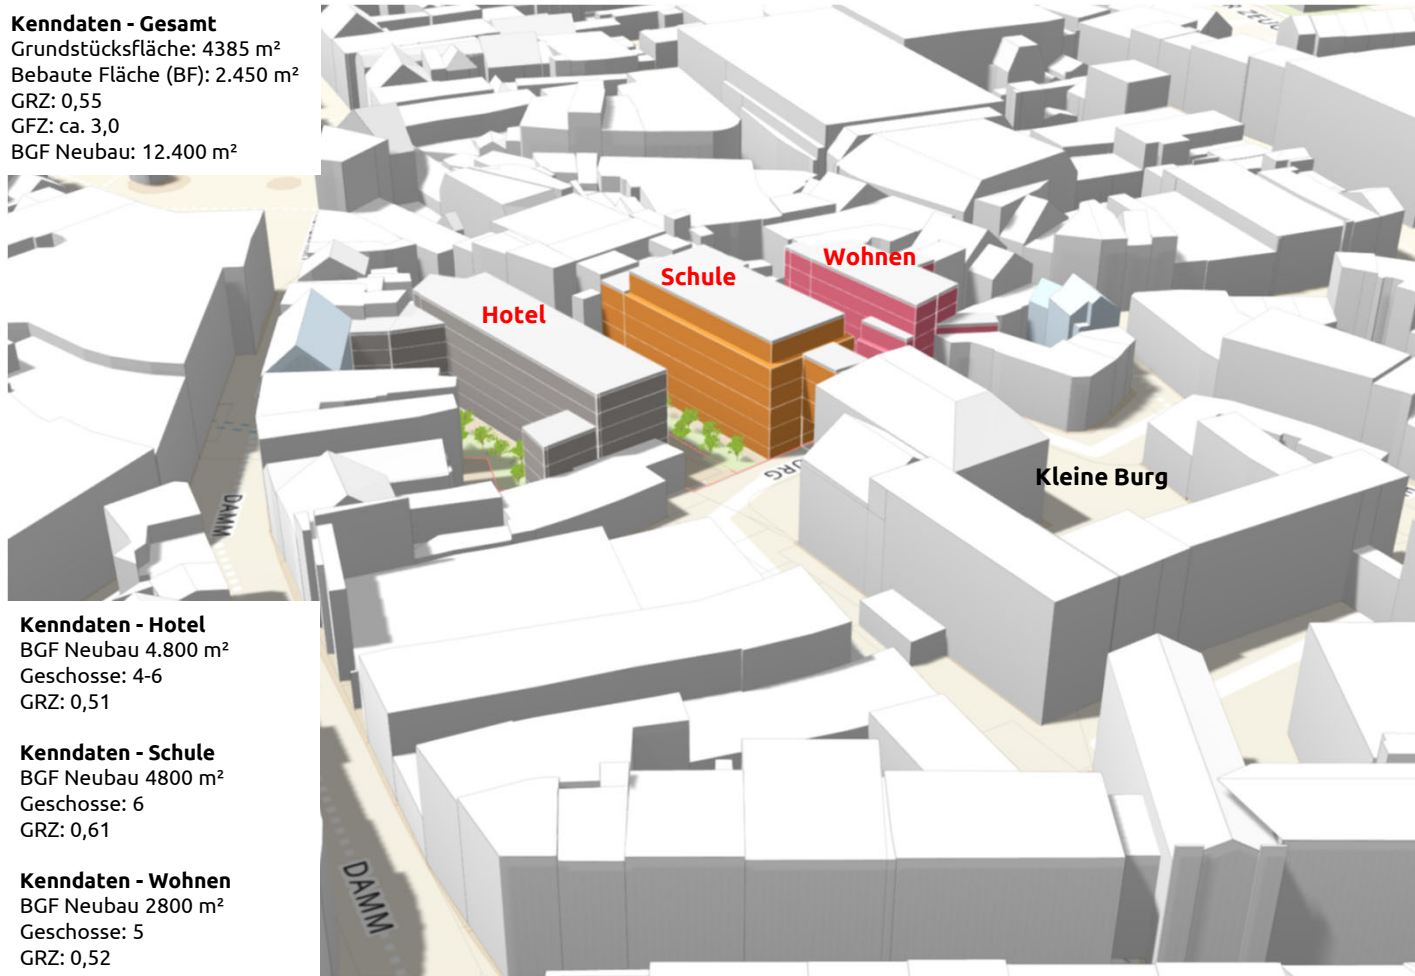 Kenndaten - Gesamt
Grundstücksfläche: 4385 m²
Bebaute Fläche (BF): 2.450 m²
GRZ: 0,55
GFZ: ca. 3,0
BGF Neubau: 12.400 m²
Wohnen
Schule
Hotel
Kleine Burg
URG
DAMM
Kenndaten - Hotel
BGF Neubau 4.800 m²
Geschosse: 4-6
GRZ: 0,51
Kenndaten - Schule
BGF Neubau 4800 m²
Geschosse: 6
GRZ: 0,61
Kenndaten - Wohnen
BGF Neubau 2800 m²
Geschosse: 5
GRZ: 0,52
DAMM